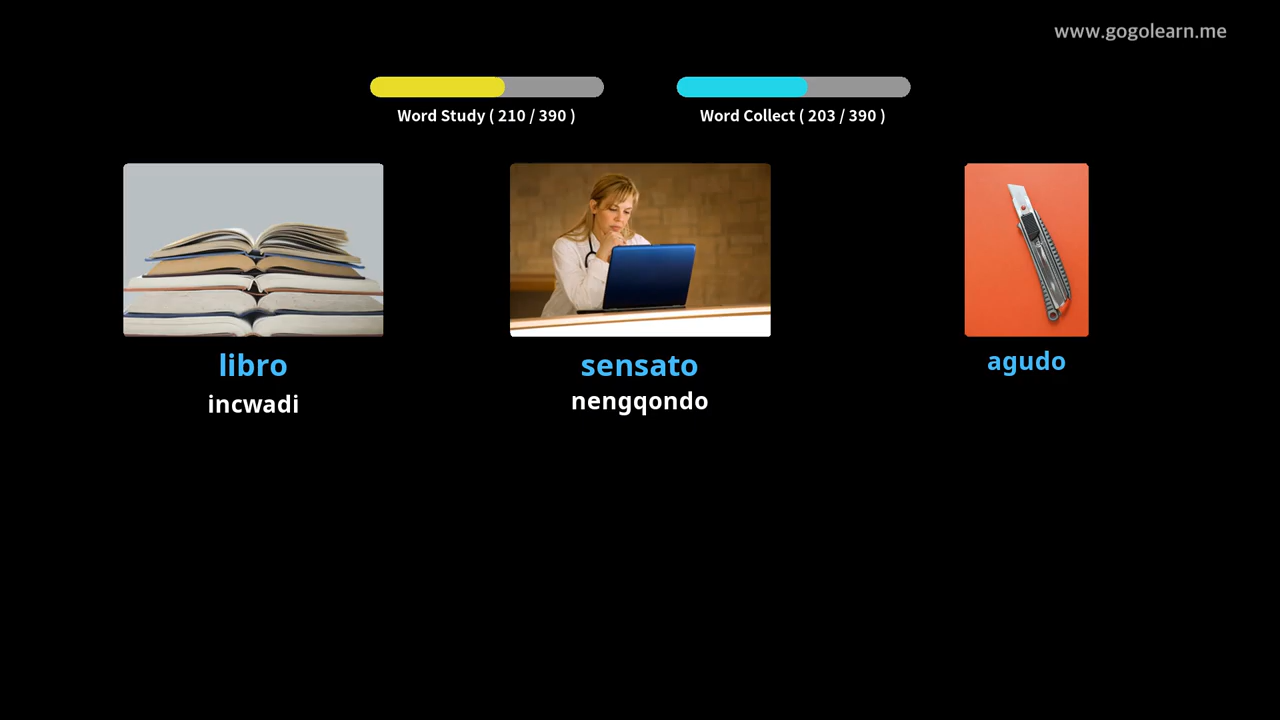 www.gogolearn.me
Word Study ( 210 / 390 )
Word Collect ( 203 / 390 )
libro
incwadi
sensato
nengqondo
agudo